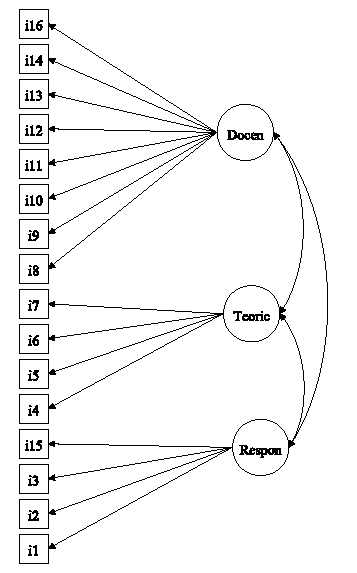 i16
i14
i13
i12
Docen
i11
i10
i9
i8
i7
Teoric
i6
i5
i4
i15
Respon
i3
i2
i1